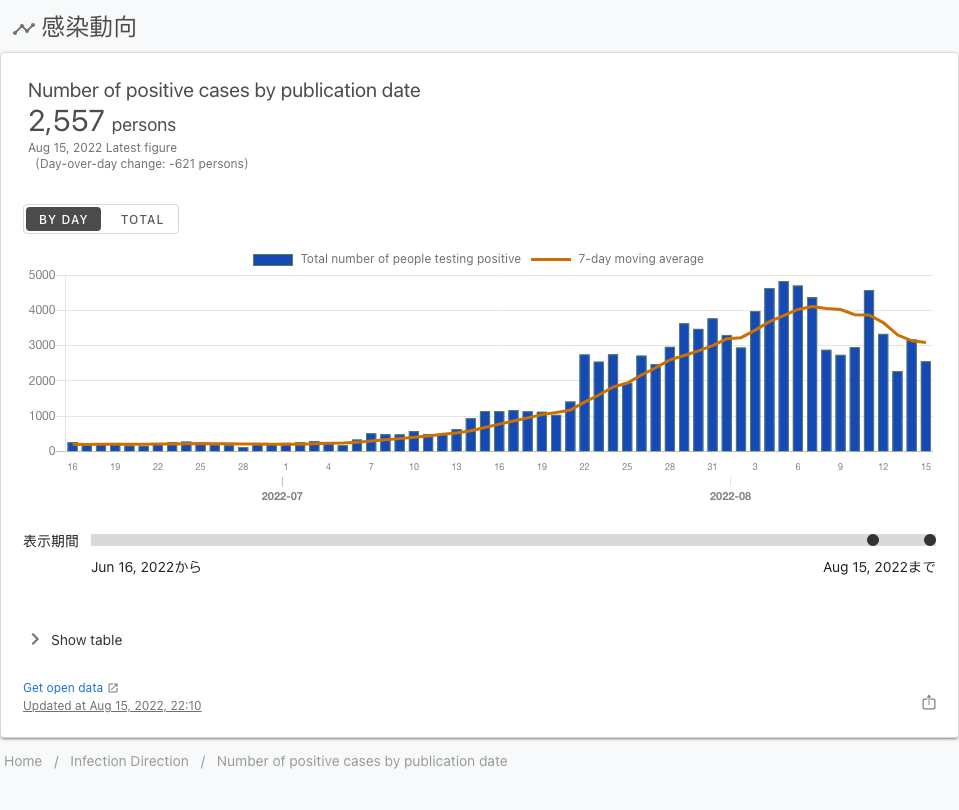 感染動向
Number of positive cases by publication date
2,557 persons
Aug 15, 2022 Latest figure
（Day-over-day change: -621 persons）
BY DAY TOTAL
Total number of people testing positive 7-day moving average
5000
4000
3000
2000
1000
0
16 19 22 25 28 1 4 7 10 13 16 19 22 25 28 31 3 6 9 12 15
2022-07 2022-08
表示期間
Jun 16, 2022から Aug 15, 2022まで
Show table
Get open data
Updated at Aug 15, 2022, 22:10
Home / Infection Direction / Number of positive cases by publication date